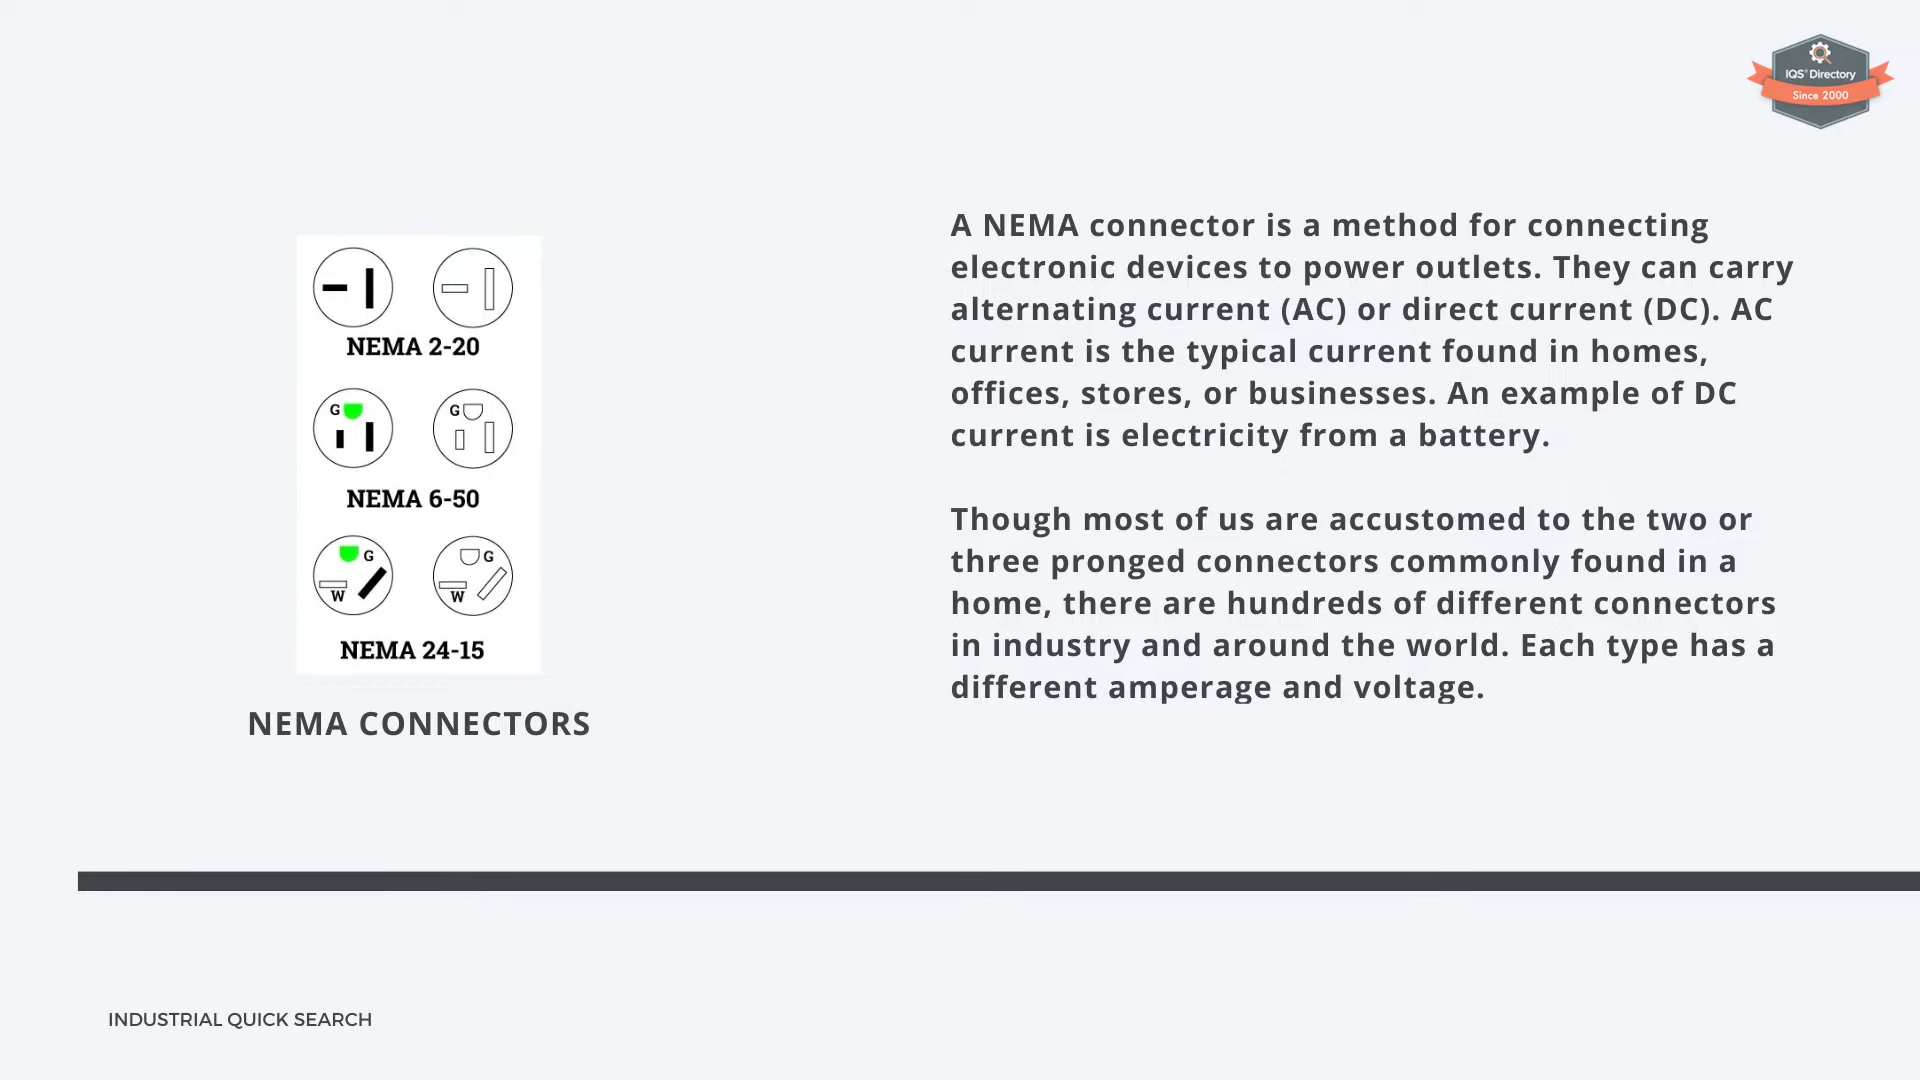 IQS® Directory
Since 2000
NEMA 2-20
G
G
NEMA 6-50
G
W
G
W
NEMA 24-15
NEMA CONNECTORS
A NEMA connector is a method for connecting
electronic devices to power outlets. They can carry
alternating current (AC) or direct current (DC). AC
current is the typical current found in homes,
offices, stores, or businesses. An example of DC
current is electricity from a battery.
Though most of us are accustomed to the two or
three pronged connectors commonly found in a
home, there are hundreds of different connectors
in industry and around the world. Each type has a
different amperage and voltage.
INDUSTRIAL QUICK SEARCH